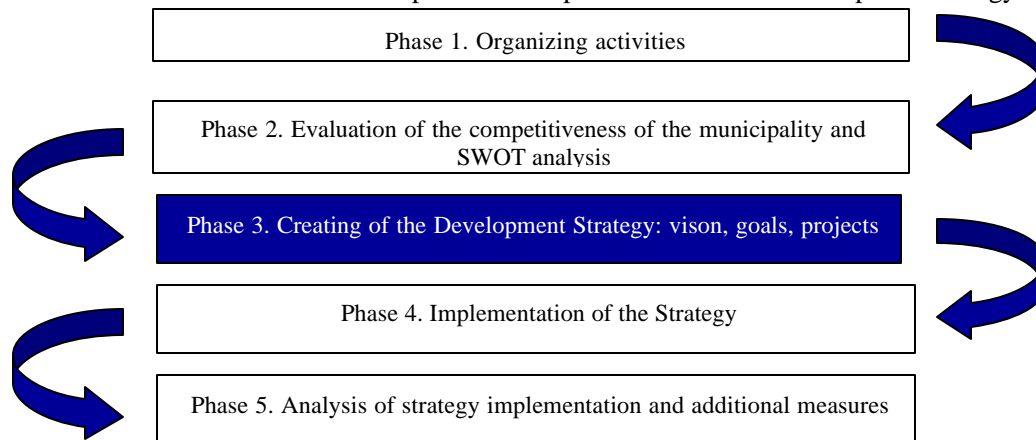 Phase 1. Organizing activities
Phase 2. Evaluation of the competitiveness of the municipality and
SWOT analysis
Phase 3. Creating of the Development Strategy: vison, goals, projects
Phase 4. Implementation of the Strategy
Phase 5. Analysis of strategy implementation and additional measures